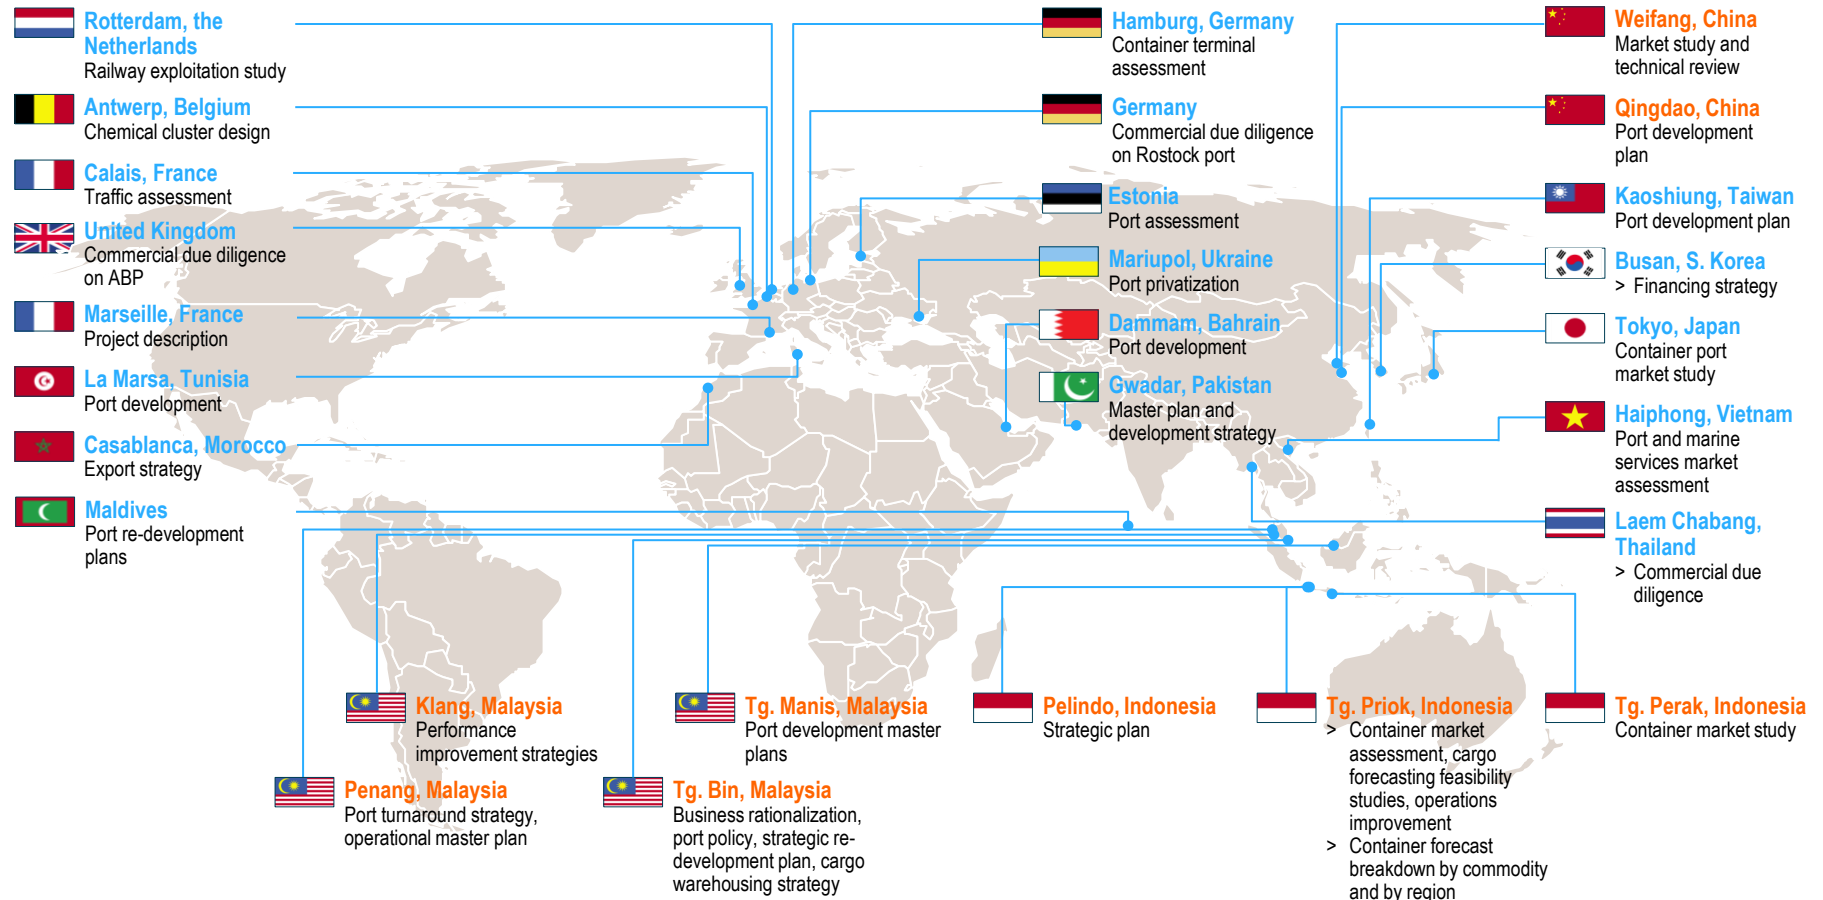 Rotterdam, the
Netherlands
Railway exploitation study
Antwerp, Belgium
Chemical cluster design
Calais, France
Traffic assessment
United Kingdom
Commercial due diligence
on ABP
Marseille, France
Project description
La Marsa, Tunisia
Port development
Casablanca, Morocco
Export strategy
Maldives
Port re-development
plans
Hamburg, Germany
Container terminal
assessment
Germany
Commercial due diligence
on Rostock port
Estonia
Port assessment
Mariupol, Ukraine
Port privatization
Dammam, Bahrain
Port development
Gwadar, Pakistan
Master plan and
development strategy
Weifang, China
Market study and
technical review
Qingdao, China
Port development
plan
Kaoshiung, Taiwan
Port development plan
Busan, S. Korea
> Financing strategy
Tokyo, Japan
Container port
market study
Haiphong, Vietnam
Port and marine
services market
assessment
Laem Chabang,
Thailand
> Commercial due
diligence
Klang, Malaysia
Performance
improvement strategies
Penang, Malaysia
Port turnaround strategy,
operational master plan
Tg. Manis, Malaysia
Port development master
plans
Tg. Bin, Malaysia
Business rationalization,
port policy, strategic re-
development plan, cargo
warehousing strategy
Pelindo, Indonesia
Strategic plan
Tg. Priok, Indonesia
> Container market
assessment, cargo
forecasting feasibility
studies, operations
improvement
> Container forecast
breakdown by commodity
and by region
Tg. Perak, Indonesia
Container market study